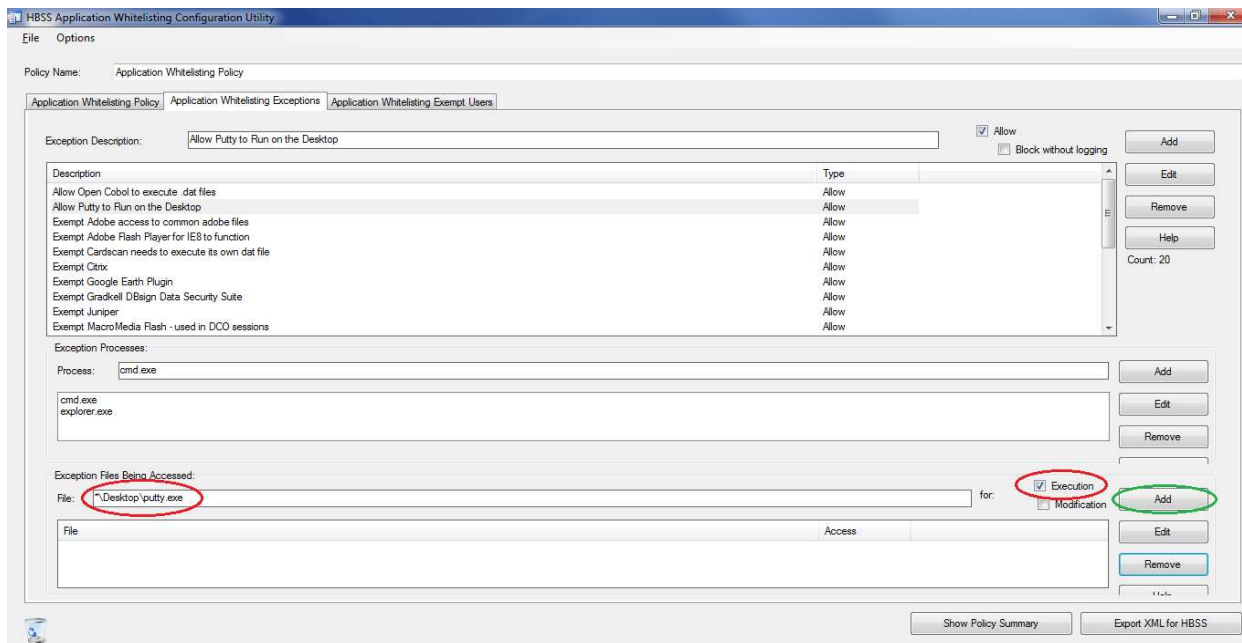 HBSS Application Whitelisting Configuration Utility
File Options
Policy Name: Application Whitelisting Policy
Application Whitelisting Policy Application Whitelisting Exceptions Application Whitelisting Exempt Users
Exception Description: Allow Putty to Run on the Desktop
Allow
Block without logging
Add
Description Type
Edit
Allow Open Cobol to execute .dat files Allow
Allow Putty to Run on the Desktop Allow
Remove
Exempt Adobe access to common adobe files Allow
Exempt Adobe Flash Player for IE8 to function Allow
Help
Exempt Cardscan needs to execute its own dat file Allow
Count: 20
Exempt Citrix Allow
Exempt Google Earth Plugin Allow
Exempt Gradkell DBsign Data Security Suite Allow
Exempt Juniper Allow
Exempt MacroMedia Flash - used in DCO sessions Allow
Exception Processes:
Process: cmd.exe
Add
cmd.exe
explorer.exe
Edit
Remove
Exception Files Being Accessed:
File: *\Desktop\putty.exe
for:
Execution
Modification
Add
File Access
Edit
Remove
Help
Show Policy Summary Export XML for HBSS